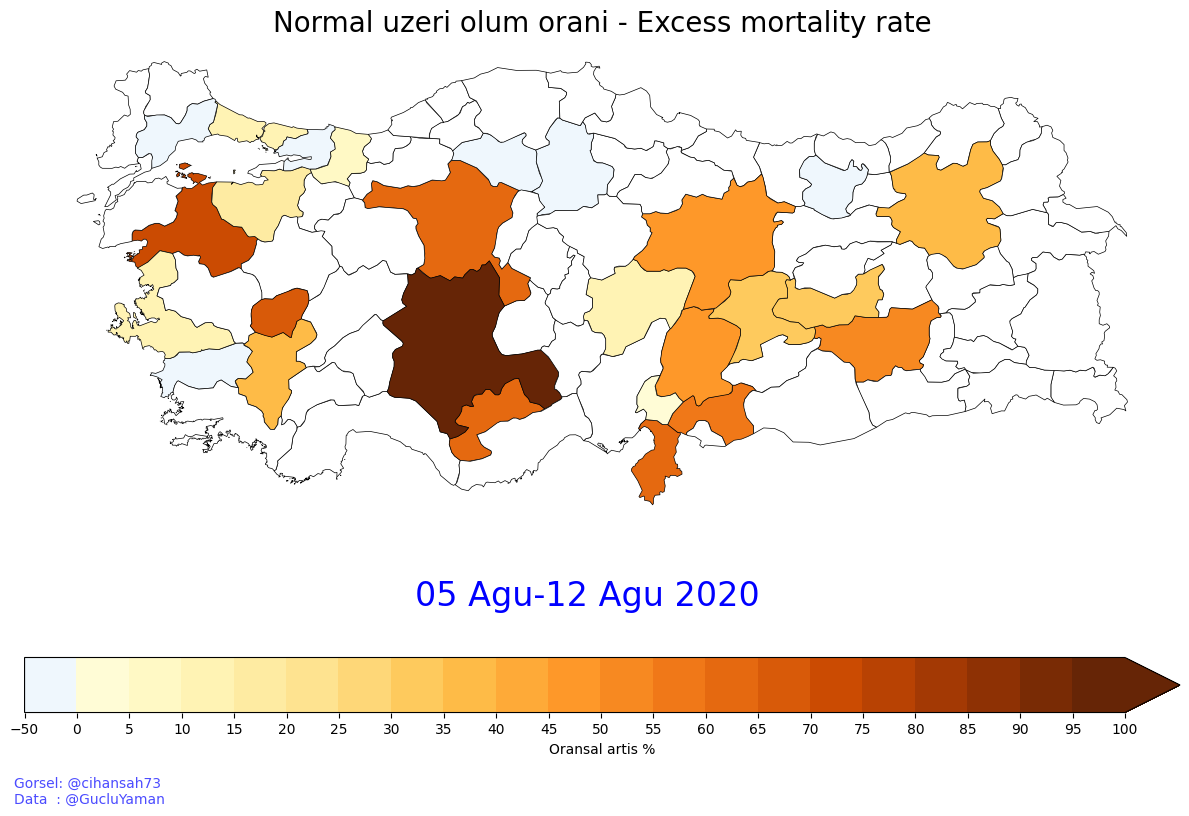 Normal uzeri olum orani - Excess mortality rate
05 Agu-12 Agu 2020
−50 0 5 10 15 20 25 30 35 40 45 50 55 60 65 70 75 80 85 90 95 100
Oransal artis %
Gorsel: @cihansah73
Data  : @GucluYaman